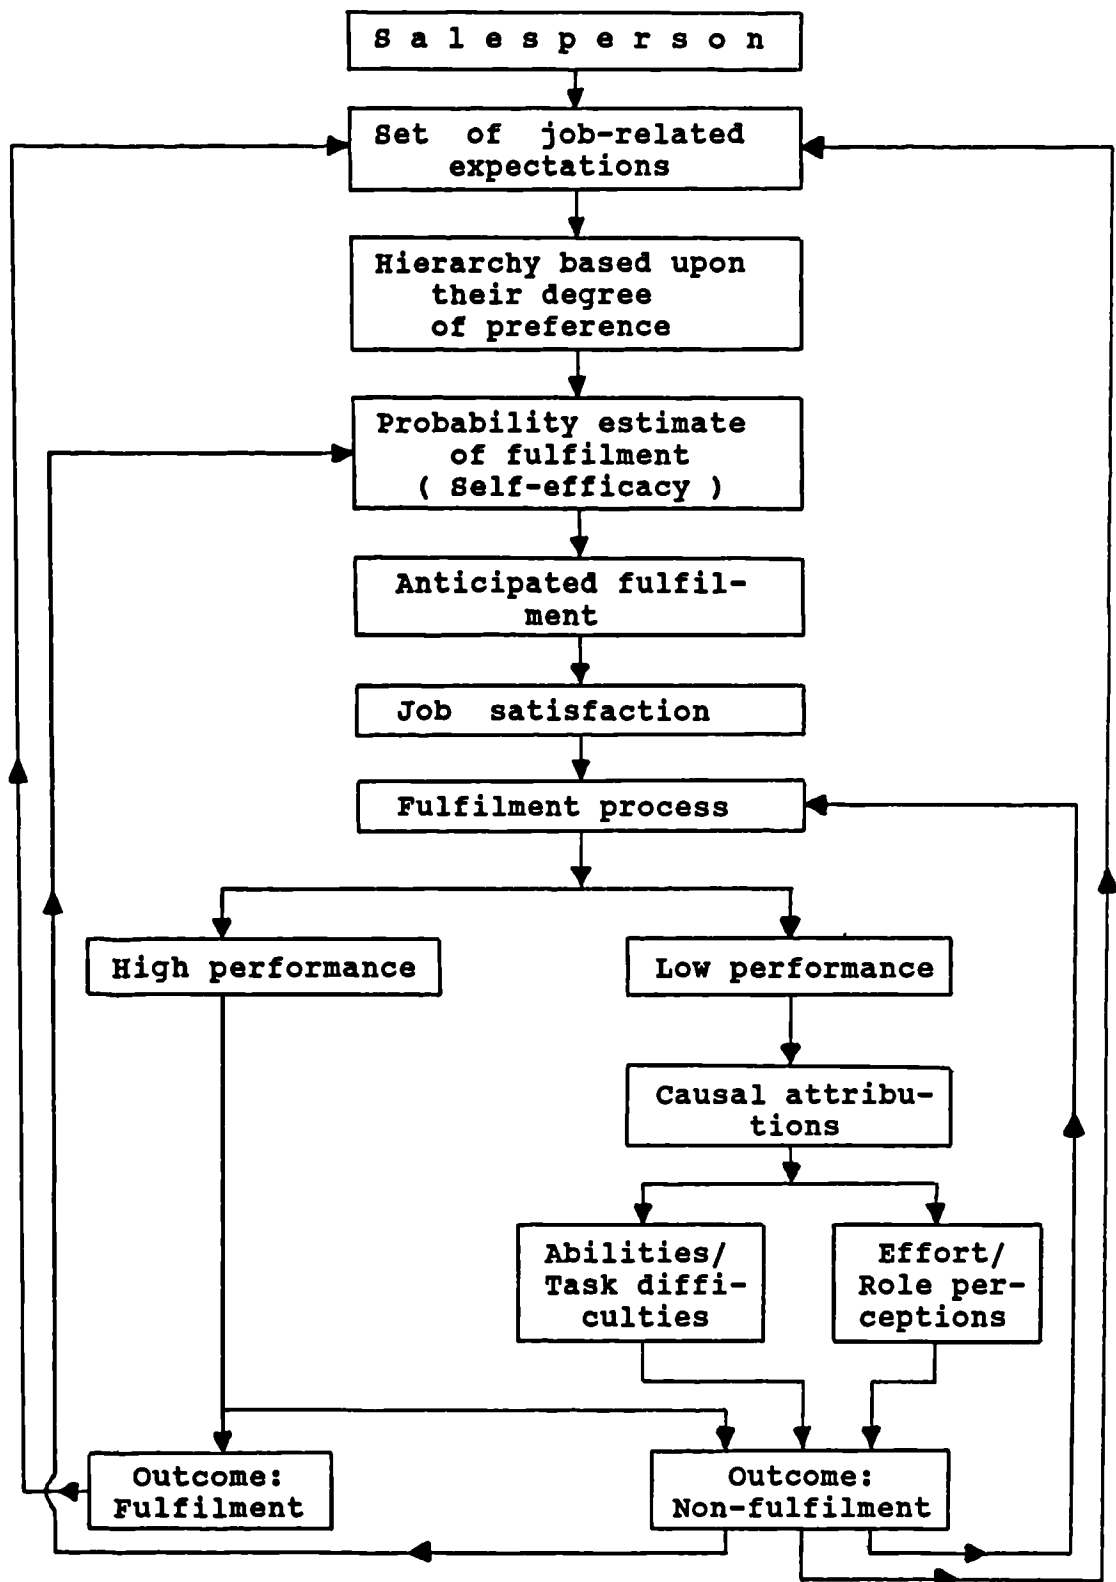 Salesperson
Set of job-related
expectations
Hierarchy based upon
their degree
of preference
Probability estimate
of fulfilment
( Self-efficacy )
Anticipated fulfil-
ment
Job satisfaction
Fulfilment process
High performance
Low performance
Causal attribu-
tions
Abilities/
Task diffi-
culties
Effort/
Role per-
ceptions
Outcome:
Fulfilment
Outcome:
Non-fulfilment